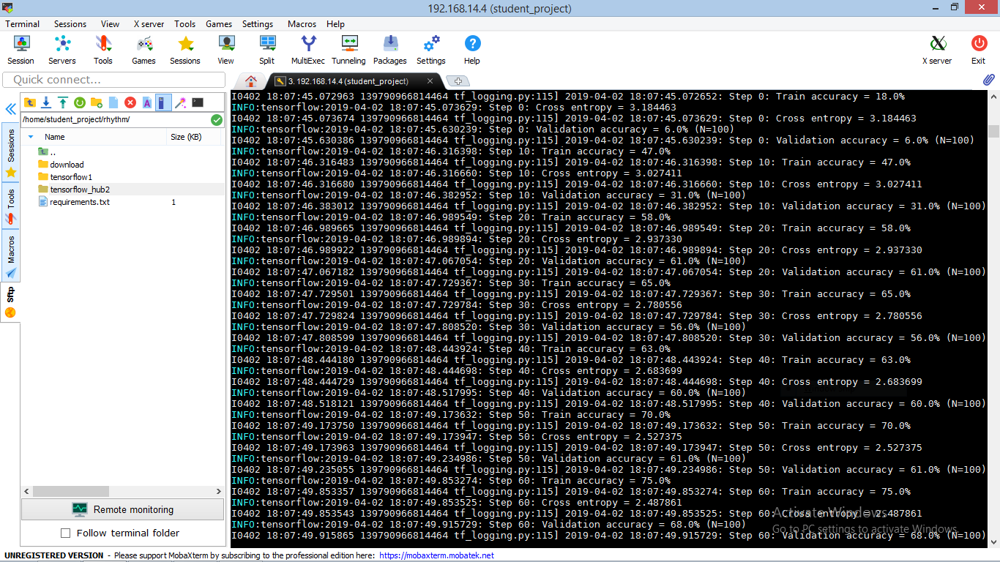 192.168.14.4 (student_project)
Terminal Sessions View X server Tools Games Settings Macros Help
Session Servers Tools Games Sessions View Split MultiExec Tunneling Packages Settings Help X server Exit
Quick connect...
3. 192.168.14.4 (student_project)
/home/student_project/rhythm/
Name Size (KB)
..
download
tensorflow1
tensorflow_hub2
requirements.txt 1
Sessions
Tools
Macros
Sftp
Remote monitoring
Follow terminal folder
I0402 18:07:45.072963 139790966814464 tf_logging.py:115] 2019-04-02 18:07:45.072652: Step 0: Train accuracy = 18.0%
INFO:tensorflow:2019-04-02 18:07:45.073629: Step 0: Cross entropy = 3.184463
I0402 18:07:45.073674 139790966814464 tf_logging.py:115] 2019-04-02 18:07:45.073629: Step 0: Cross entropy = 3.184463
INFO:tensorflow:2019-04-02 18:07:45.630239: Step 0: Validation accuracy = 6.0% (N=100)
I0402 18:07:45.630386 139790966814464 tf_logging.py:115] 2019-04-02 18:07:45.630239: Step 0: Validation accuracy = 6.0% (N=100)
INFO:tensorflow:2019-04-02 18:07:46.316398: Step 10: Train accuracy = 47.0%
I0402 18:07:46.316483 139790966814464 tf_logging.py:115] 2019-04-02 18:07:46.316398: Step 10: Train accuracy = 47.0%
INFO:tensorflow:2019-04-02 18:07:46.316660: Step 10: Cross entropy = 3.027411
I0402 18:07:46.316680 139790966814464 tf_logging.py:115] 2019-04-02 18:07:46.316660: Step 10: Cross entropy = 3.027411
INFO:tensorflow:2019-04-02 18:07:46.382952: Step 10: Validation accuracy = 31.0% (N=100)
I0402 18:07:46.383012 139790966814464 tf_logging.py:115] 2019-04-02 18:07:46.382952: Step 10: Validation accuracy = 31.0% (N=100)
INFO:tensorflow:2019-04-02 18:07:46.989549: Step 20: Train accuracy = 58.0%
I0402 18:07:46.989665 139790966814464 tf_logging.py:115] 2019-04-02 18:07:46.989549: Step 20: Train accuracy = 58.0%
INFO:tensorflow:2019-04-02 18:07:46.989894: Step 20: Cross entropy = 2.937330
I0402 18:07:46.989922 139790966814464 tf_logging.py:115] 2019-04-02 18:07:46.989894: Step 20: Cross entropy = 2.937330
INFO:tensorflow:2019-04-02 18:07:47.067054: Step 20: Validation accuracy = 61.0% (N=100)
I0402 18:07:47.067182 139790966814464 tf_logging.py:115] 2019-04-02 18:07:47.067054: Step 20: Validation accuracy = 61.0% (N=100)
INFO:tensorflow:2019-04-02 18:07:47.729367: Step 30: Train accuracy = 65.0%
I0402 18:07:47.729501 139790966814464 tf_logging.py:115] 2019-04-02 18:07:47.729367: Step 30: Train accuracy = 65.0%
INFO:tensorflow:2019-04-02 18:07:47.729784: Step 30: Cross entropy = 2.780556
I0402 18:07:47.729824 139790966814464 tf_logging.py:115] 2019-04-02 18:07:47.729784: Step 30: Cross entropy = 2.780556
INFO:tensorflow:2019-04-02 18:07:47.808520: Step 30: Validation accuracy = 56.0% (N=100)
I0402 18:07:47.808599 139790966814464 tf_logging.py:115] 2019-04-02 18:07:47.808520: Step 30: Validation accuracy = 56.0% (N=100)
INFO:tensorflow:2019-04-02 18:07:48.443924: Step 40: Train accuracy = 63.0%
I0402 18:07:48.444180 139790966814464 tf_logging.py:115] 2019-04-02 18:07:48.443924: Step 40: Train accuracy = 63.0%
INFO:tensorflow:2019-04-02 18:07:48.444698: Step 40: Cross entropy = 2.683699
I0402 18:07:48.444729 139790966814464 tf_logging.py:115] 2019-04-02 18:07:48.444698: Step 40: Cross entropy = 2.683699
INFO:tensorflow:2019-04-02 18:07:48.517995: Step 40: Validation accuracy = 60.0% (N=100)
I0402 18:07:48.518121 139790966814464 tf_logging.py:115] 2019-04-02 18:07:48.517995: Step 40: Validation accuracy = 60.0% (N=100)
INFO:tensorflow:2019-04-02 18:07:49.173632: Step 50: Train accuracy = 70.0%
I0402 18:07:49.173750 139790966814464 tf_logging.py:115] 2019-04-02 18:07:49.173632: Step 50: Train accuracy = 70.0%
INFO:tensorflow:2019-04-02 18:07:49.173947: Step 50: Cross entropy = 2.527375
I0402 18:07:49.173963 139790966814464 tf_logging.py:115] 2019-04-02 18:07:49.173947: Step 50: Cross entropy = 2.527375
INFO:tensorflow:2019-04-02 18:07:49.234986: Step 50: Validation accuracy = 61.0% (N=100)
I0402 18:07:49.235055 139790966814464 tf_logging.py:115] 2019-04-02 18:07:49.234986: Step 50: Validation accuracy = 61.0% (N=100)
INFO:tensorflow:2019-04-02 18:07:49.853274: Step 60: Train accuracy = 75.0%
I0402 18:07:49.853357 139790966814464 tf_logging.py:115] 2019-04-02 18:07:49.853274: Step 60: Train accuracy = 75.0%
INFO:tensorflow:2019-04-02 18:07:49.853525: Step 60: Cross entropy = 2.487861
I0402 18:07:49.853543 139790966814464 tf_logging.py:115] 2019-04-02 18:07:49.853525: Step 60: Cross entropy = 2.487861
INFO:tensorflow:2019-04-02 18:07:49.915729: Step 60: Validation accuracy = 68.0% (N=100)
I0402 18:07:49.915865 139790966814464 tf_logging.py:115] 2019-04-02 18:07:49.915729: Step 60: Validation accuracy = 68.0% (N=100)
Activate Windows
Go to PC settings to activate Windows.
UNREGISTERED VERSION - Please support MobaXterm by subscribing to the professional edition here: https://mobaxterm.mobatek.net